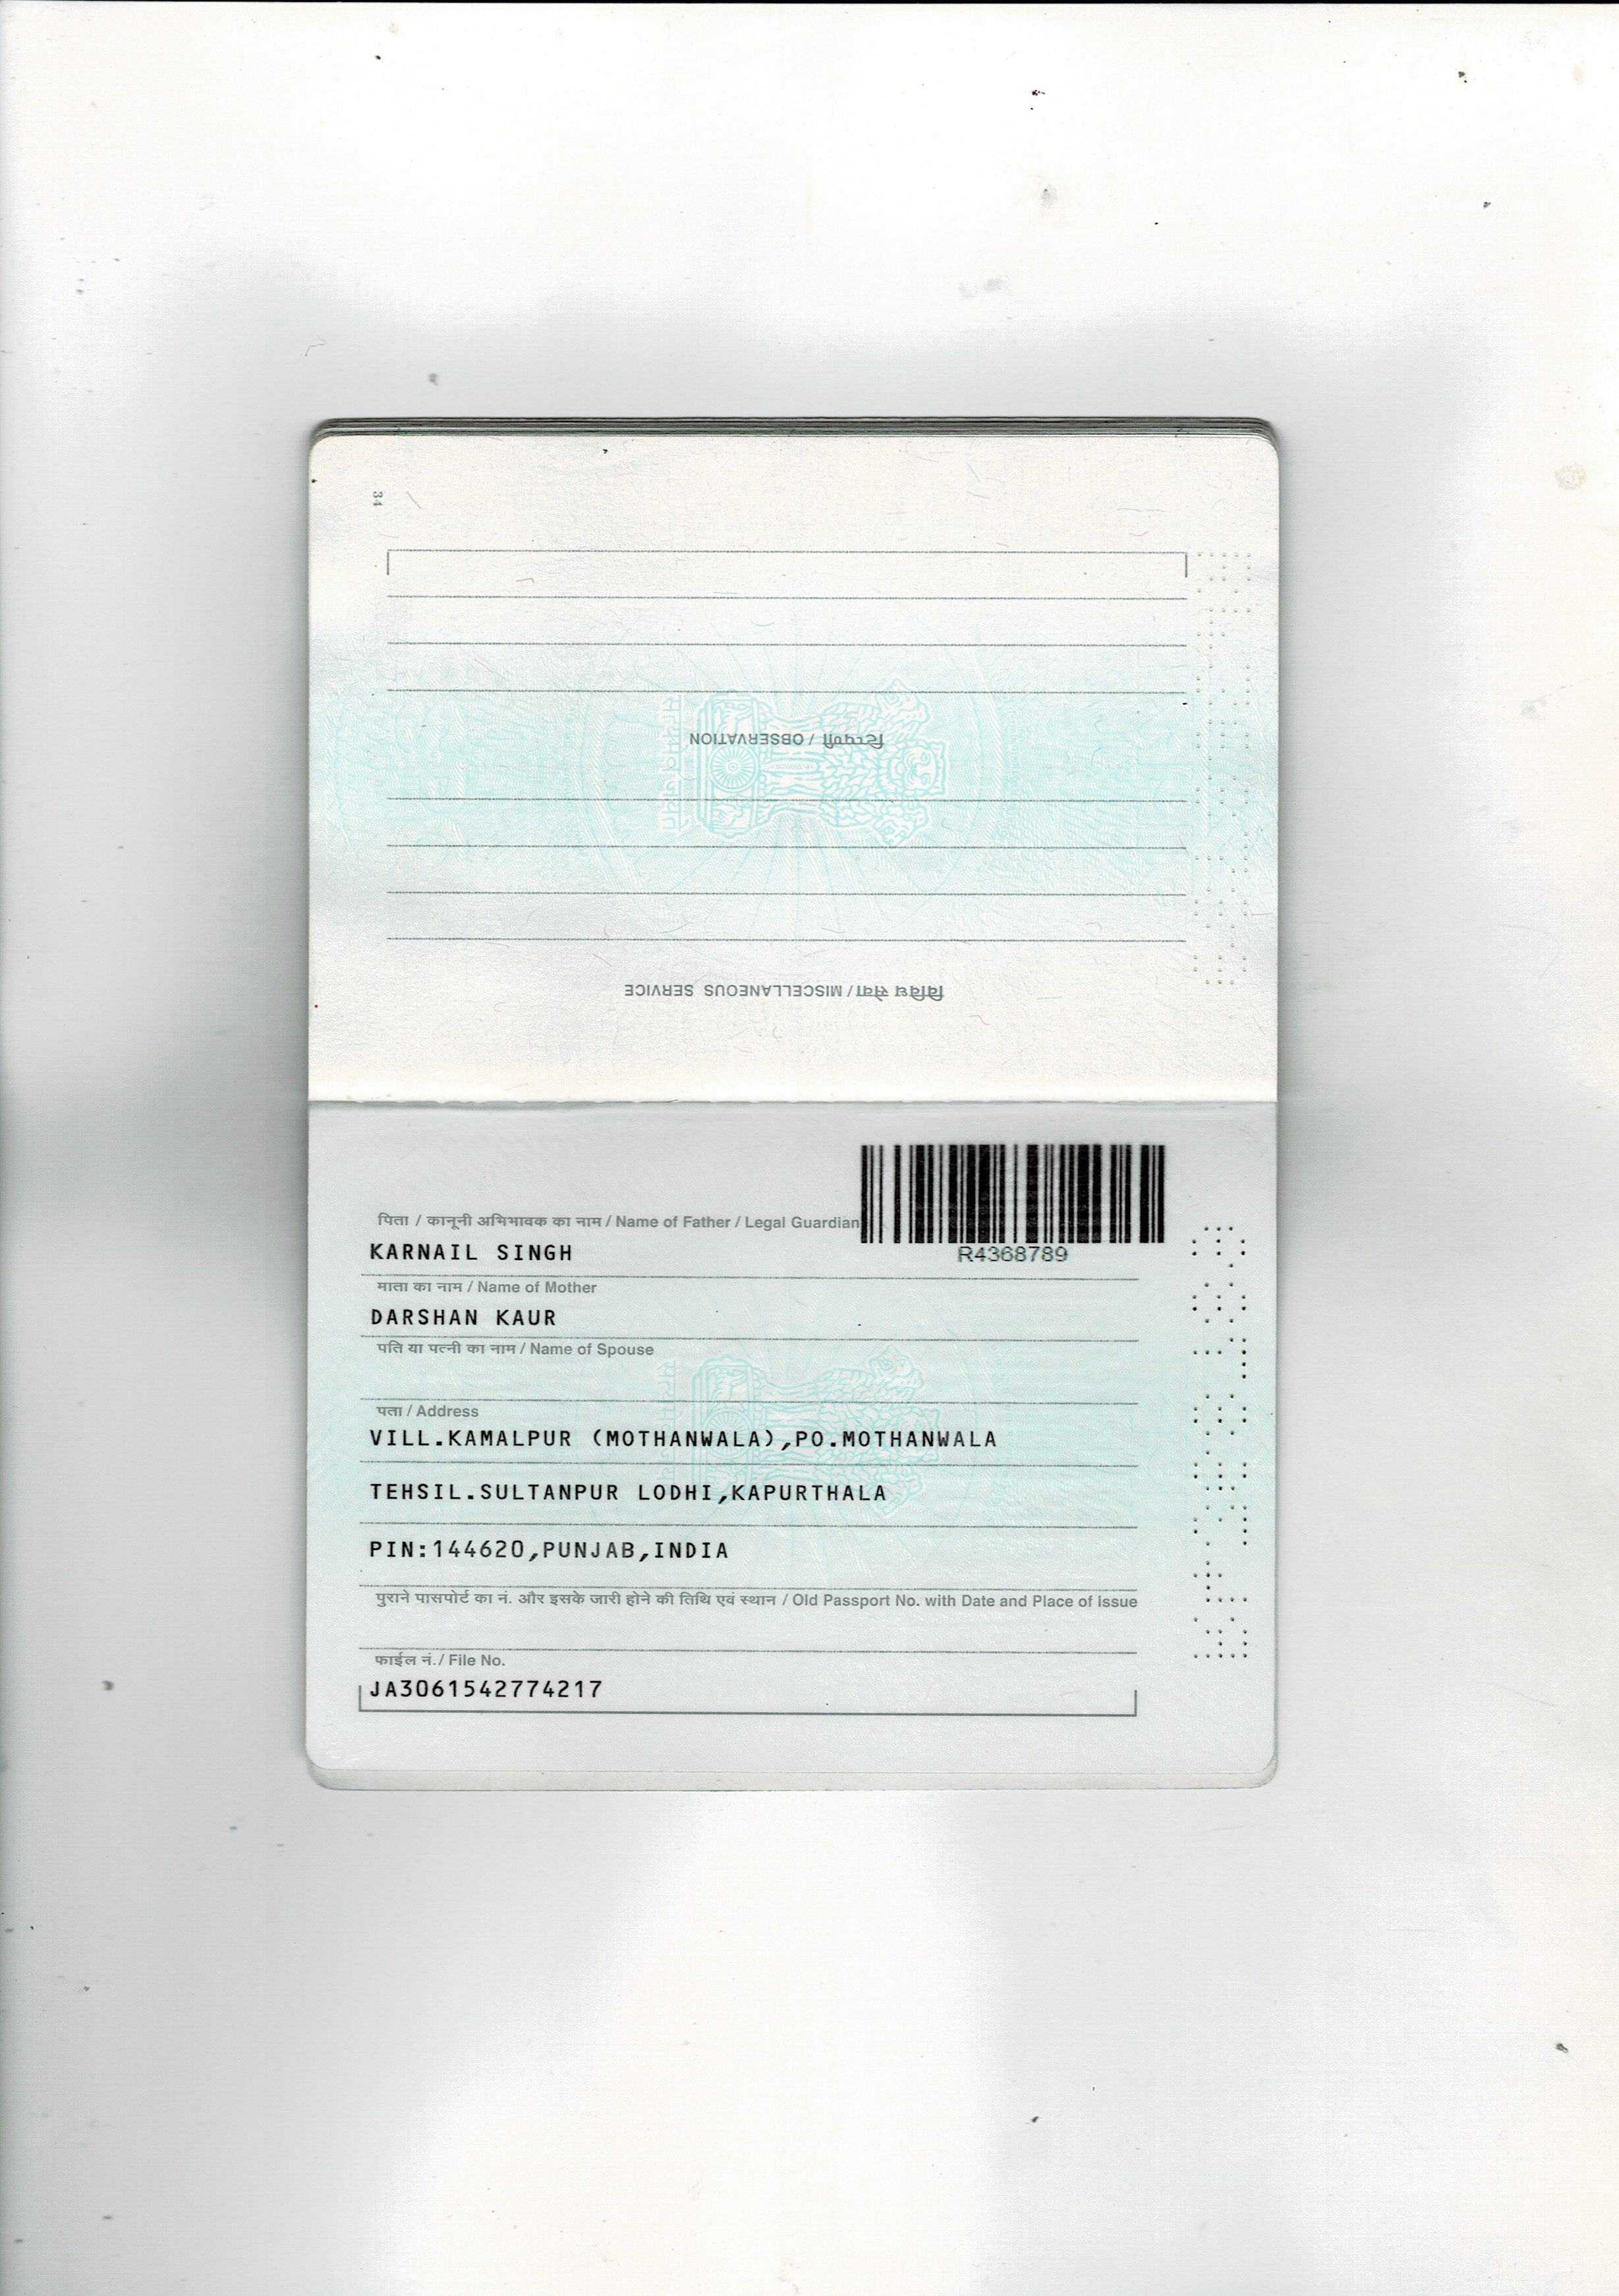 34
विविध सेवा / MISCELLANEOUS SERVICE
टिप्पणी / OBSERVATION
R4368789
पिता / कानूनी अभिभावक का नाम / Name of Father / Legal Guardian
KARNAIL SINGH
माता का नाम / Name of Mother
DARSHAN KAUR
पति या पत्नी का नाम / Name of Spouse
पता / Address
VILL.KAMALPUR (MOTHANWALA),PO.MOTHANWALA
TEHSIL.SULTANPUR LODHI,KAPURTHALA
PIN:144620,PUNJAB,INDIA
पुराने पासपोर्ट का नं. और इसके जारी होने की तिथि एवं स्थान / Old Passport No. with Date and Place of Issue
फाईल नं./ File No.
JA3061542774217